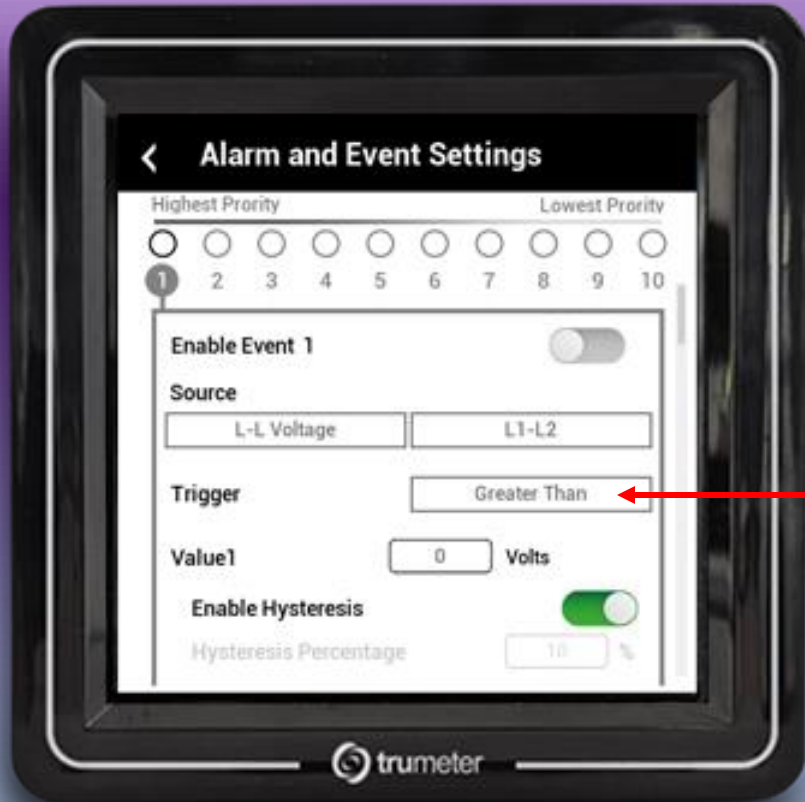 Alarm and Event Settings
Highest Prority Lowest Prority
1 2 3 4 5 6 7 8 9 10
Enable Event 1
Source
L-L Voltage L1-L2
Trigger Greater Than
Value1 0 Volts
Enable Hysteresis
Hysteresis Percentage 10 %
trumeter